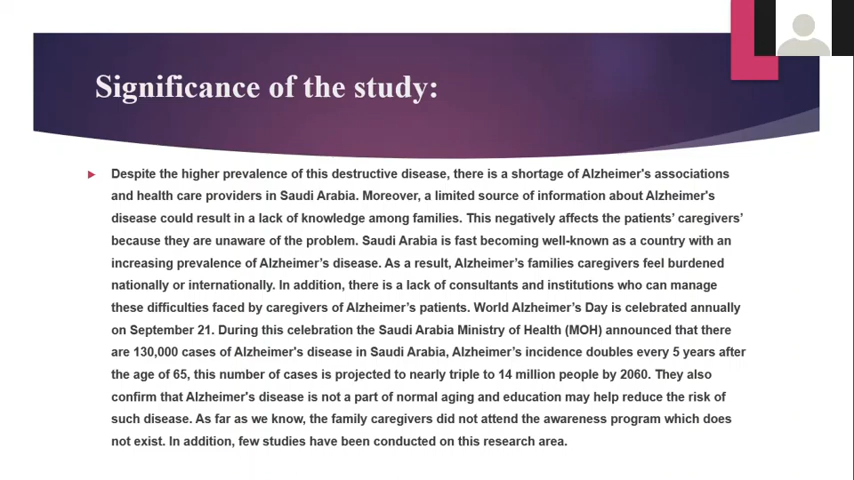 Significance of the study:
Despite the higher prevalence of this destructive disease, there is a shortage of Alzheimer's associations
and health care providers in Saudi Arabia. Moreover, a limited source of information about Alzheimer's
disease could result in a lack of knowledge among families. This negatively affects the patients’ caregivers’
because they are unaware of the problem. Saudi Arabia is fast becoming well-known as a country with an
increasing prevalence of Alzheimer’s disease. As a result, Alzheimer’s families caregivers feel burdened
nationally or internationally. In addition, there is a lack of consultants and institutions who can manage
these difficulties faced by caregivers of Alzheimer’s patients. World Alzheimer’s Day is celebrated annually
on September 21. During this celebration the Saudi Arabia Ministry of Health (MOH) announced that there
are 130,000 cases of Alzheimer's disease in Saudi Arabia, Alzheimer’s incidence doubles every 5 years after
the age of 65, this number of cases is projected to nearly triple to 14 million people by 2060. They also
confirm that Alzheimer's disease is not a part of normal aging and education may help reduce the risk of
such disease. As far as we know, the family caregivers did not attend the awareness program which does
not exist. In addition, few studies have been conducted on this research area.